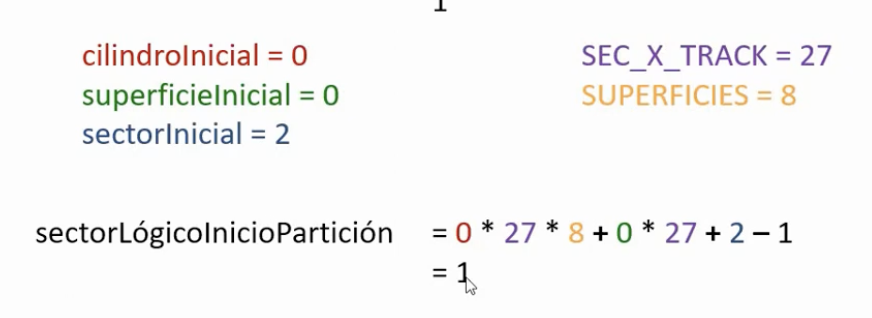 1
cilindroInicial = 0
superficieInicial = 0
sectorInicial = 2
SEC_X_TRACK = 27
SUPERFICIES = 8
sectorLógicoInicioPartición = 0 * 27 * 8 + 0 * 27 + 2 – 1
= 1